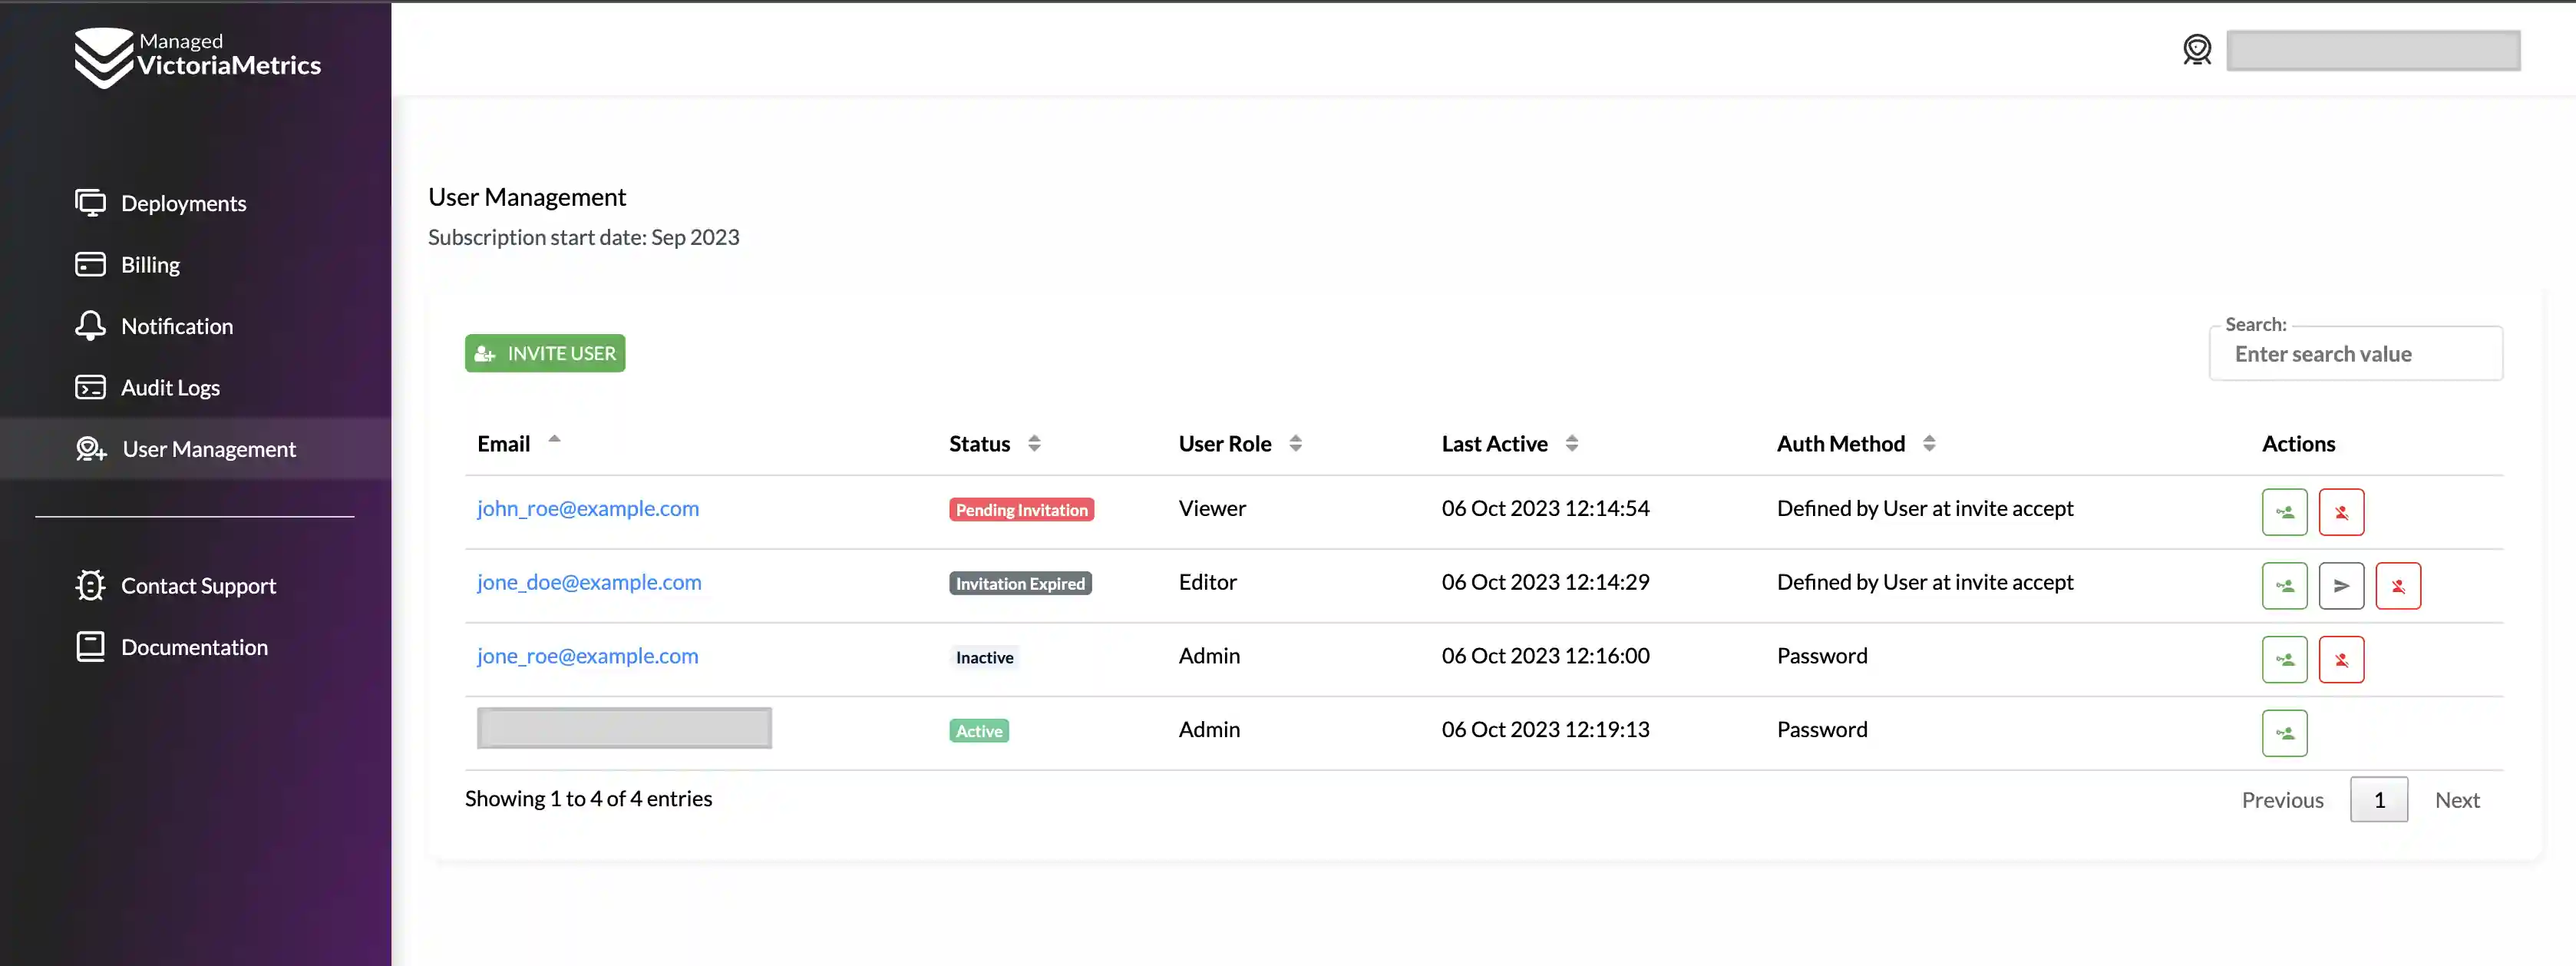 Managed
VictoriaMetrics
Deployments
Billing
Notification
Audit Logs
User Management
Contact Support
Documentation
User Management
Subscription start date: Sep 2023
INVITE USER
Search:
Enter search value
Email Status User Role Last Active Auth Method Actions
john_roe@example.com Pending Invitation Viewer 06 Oct 2023 12:14:54 Defined by User at invite accept
jone_doe@example.com Invitation Expired Editor 06 Oct 2023 12:14:29 Defined by User at invite accept
jone_roe@example.com Inactive Admin 06 Oct 2023 12:16:00 Password
Active Admin 06 Oct 2023 12:19:13 Password
Showing 1 to 4 of 4 entries
Previous 1 Next